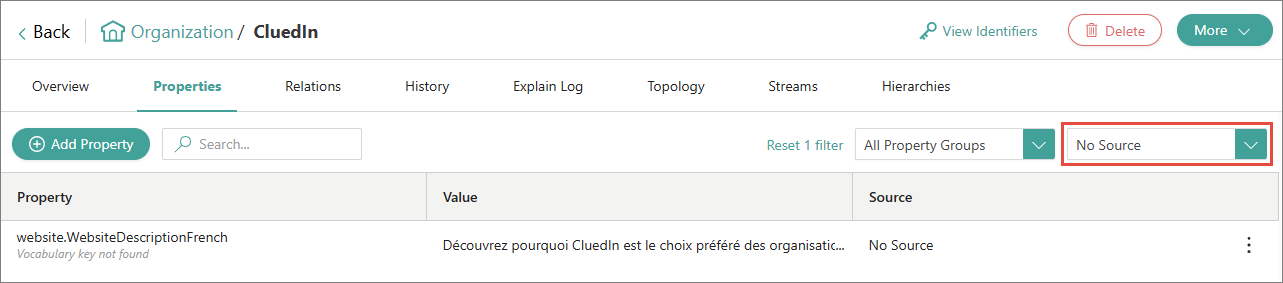 Back Organization / CluedIn View Identifiers Delete More
Overview Properties Relations History Explain Log Topology Streams Hierarchies
Add Property Search... Reset 1 filter All Property Groups No Source
Property Value Source
website.WebsiteDescriptionFrench
Vocabulary key not found
Découvrez pourquoi CluedIn est le choix préféré des organisatic... No Source